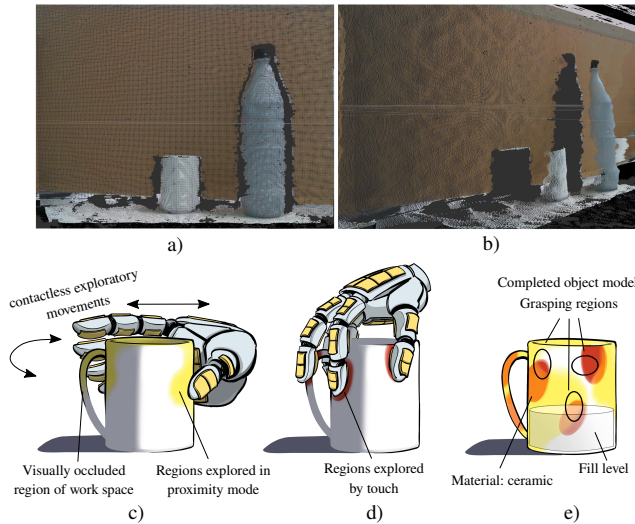 a)
b)
contactless exploratory
movements
Visually occluded
region of work space
Regions explored in
proximity mode
c)
Regions explored
by touch
d)
Completed object model
Grasping regions
Material: ceramic
Fill level
e)